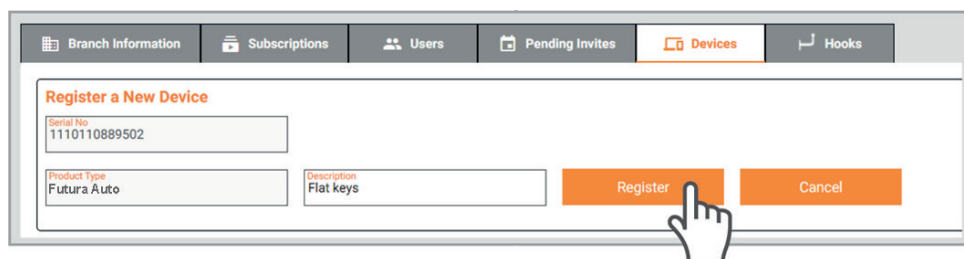 Branch Information Subscriptions Users Pending Invites Devices Hooks
Register a New Device
Serial No
1110110889502
Product Type Description
Futura Auto Flat keys Register Cancel